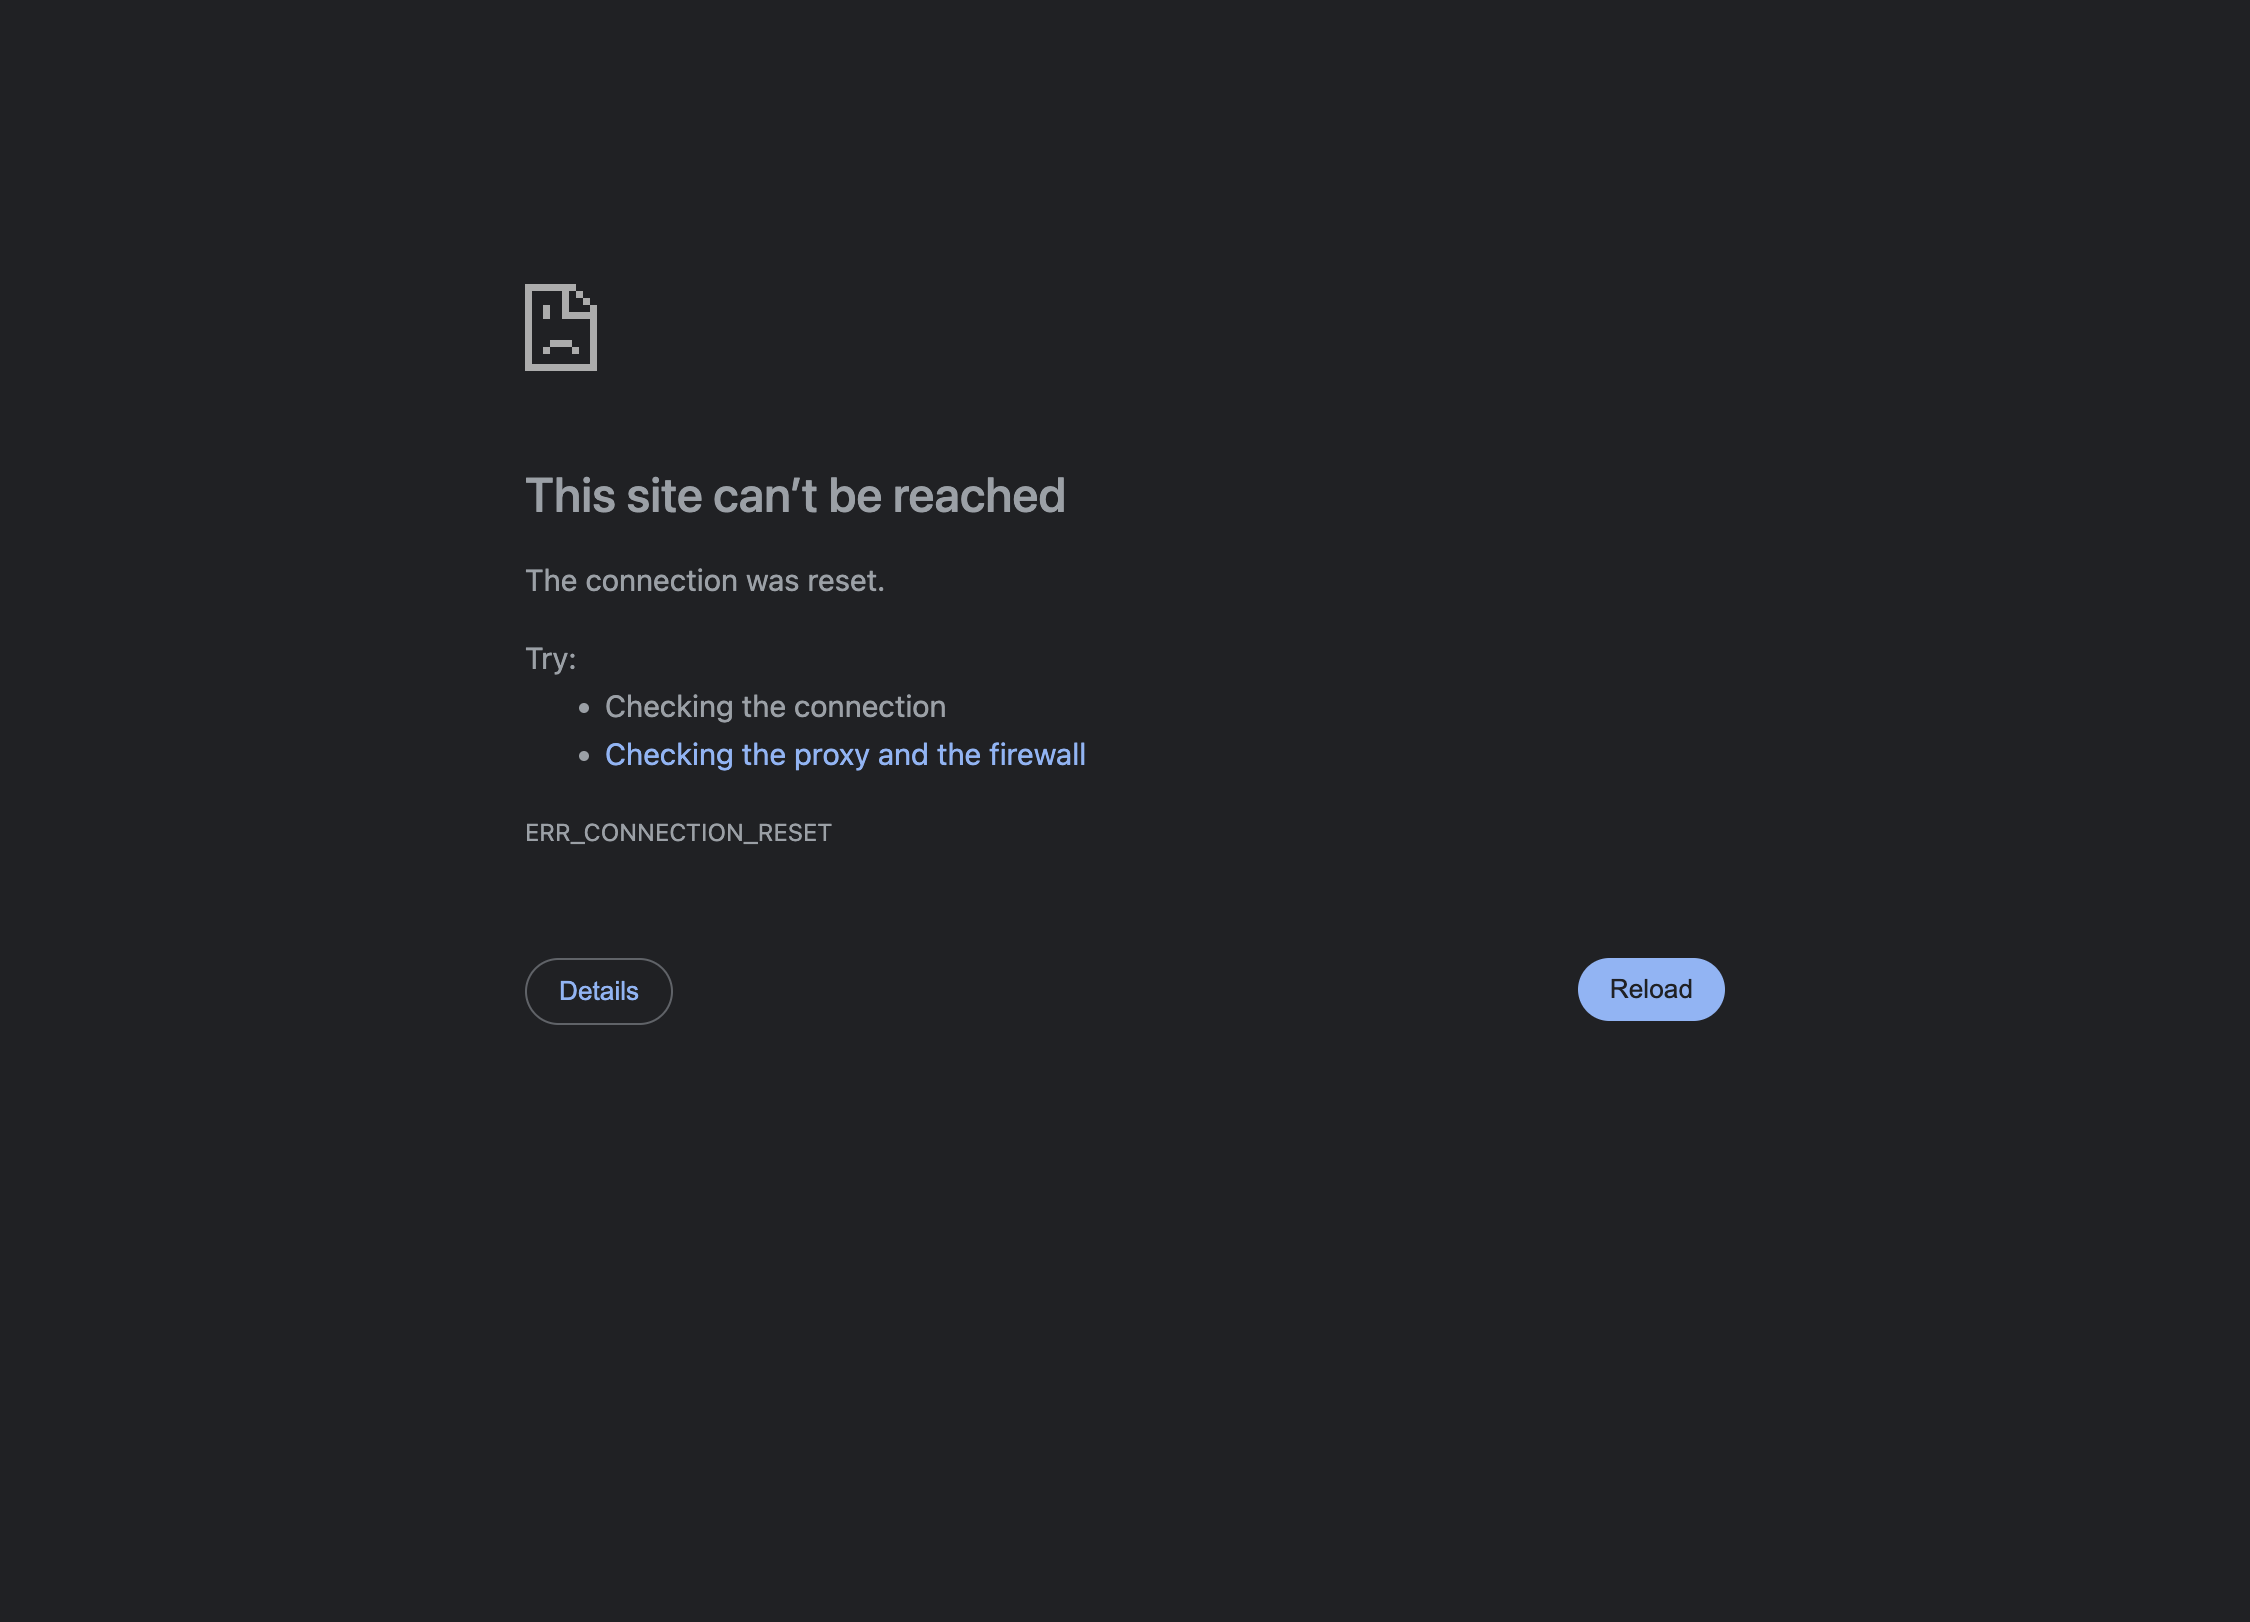 This site can’t be reached
The connection was reset.
Try:
• Checking the connection
• Checking the proxy and the firewall
ERR_CONNECTION_RESET
Details
Reload